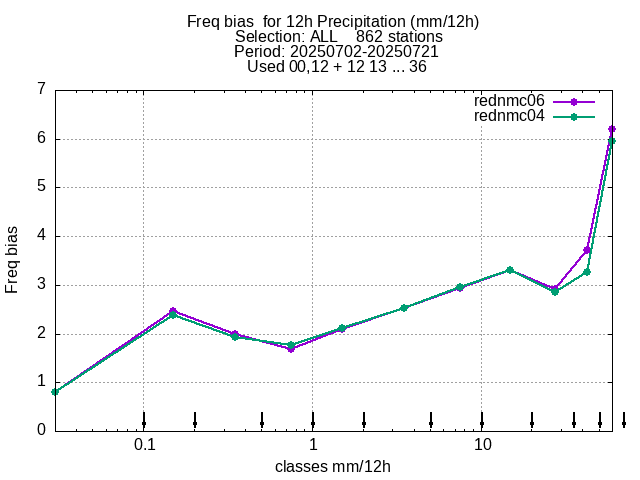 Freq bias  for 12h Precipitation (mm/12h)
Selection: ALL    862 stations
Period: 20250702-20250721
Used 00,12 + 12 13 ... 36
rednmc06
rednmc04
7
6
5
4
3
2
1
0
Freq bias
0.1 1 10
classes mm/12h